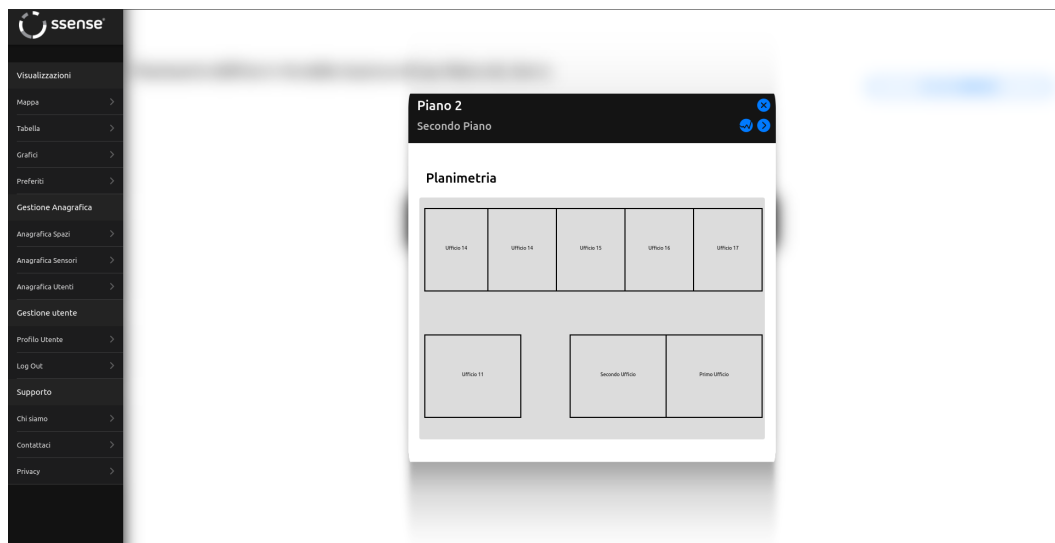 ssense
Visualizzazioni
Mappa
Tabella
Grafici
Preferiti
Gestione Anagrafica
Anagrafica Spazi
Anagrafica Sensori
Anagrafica Utenti
Gestione utente
Profilo Utente
Log Out
Supporto
Chi siamo
Contattaci
Privacy
Piano 2
Secondo Piano
Planimetria
Ufficio 14
Ufficio 14
Ufficio 15
Ufficio 16
Ufficio 17
Ufficio 11
Secondo Ufficio
Primo Ufficio